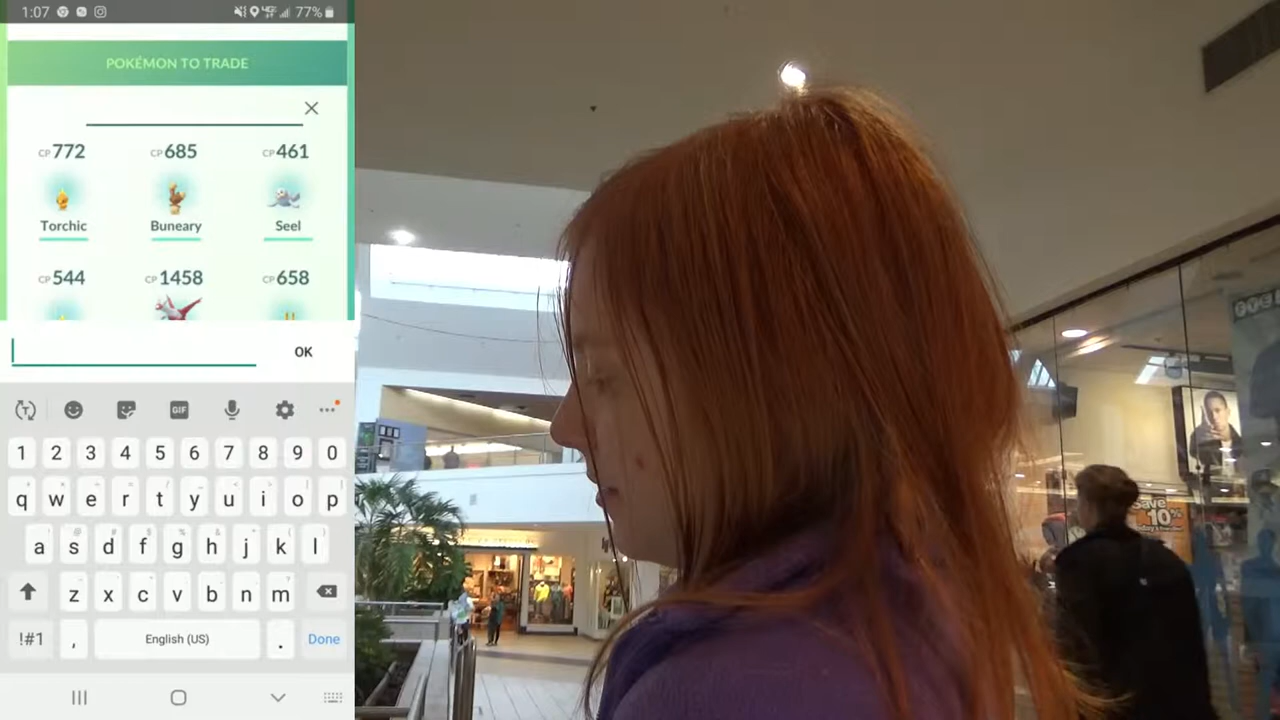 1:07
77%
POKÉMON TO TRADE
CP772 CP685 CP461
Torchic Buneary Seel
CP544 CP1458 CP658
OK
GIF
1 2 3 4 5 6 7 8 9 0
q w e r t y u i o p
a s d f g h j k l
z x c v b n m
!#1 , English (US) . Done
Save
10%